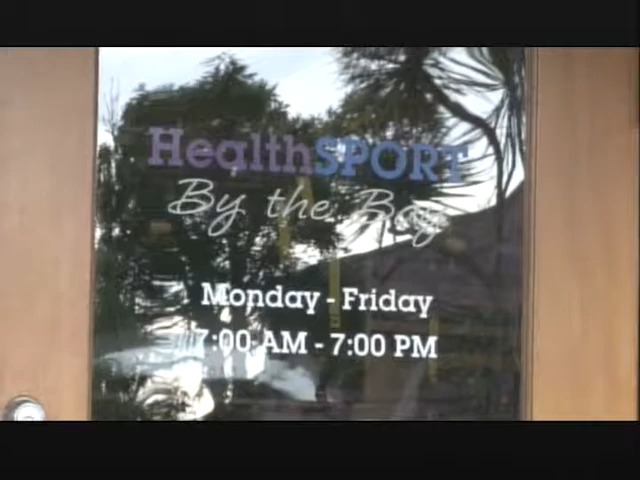 HealthSPORT
By the Bay
Monday - Friday
7:00 AM - 7:00 PM